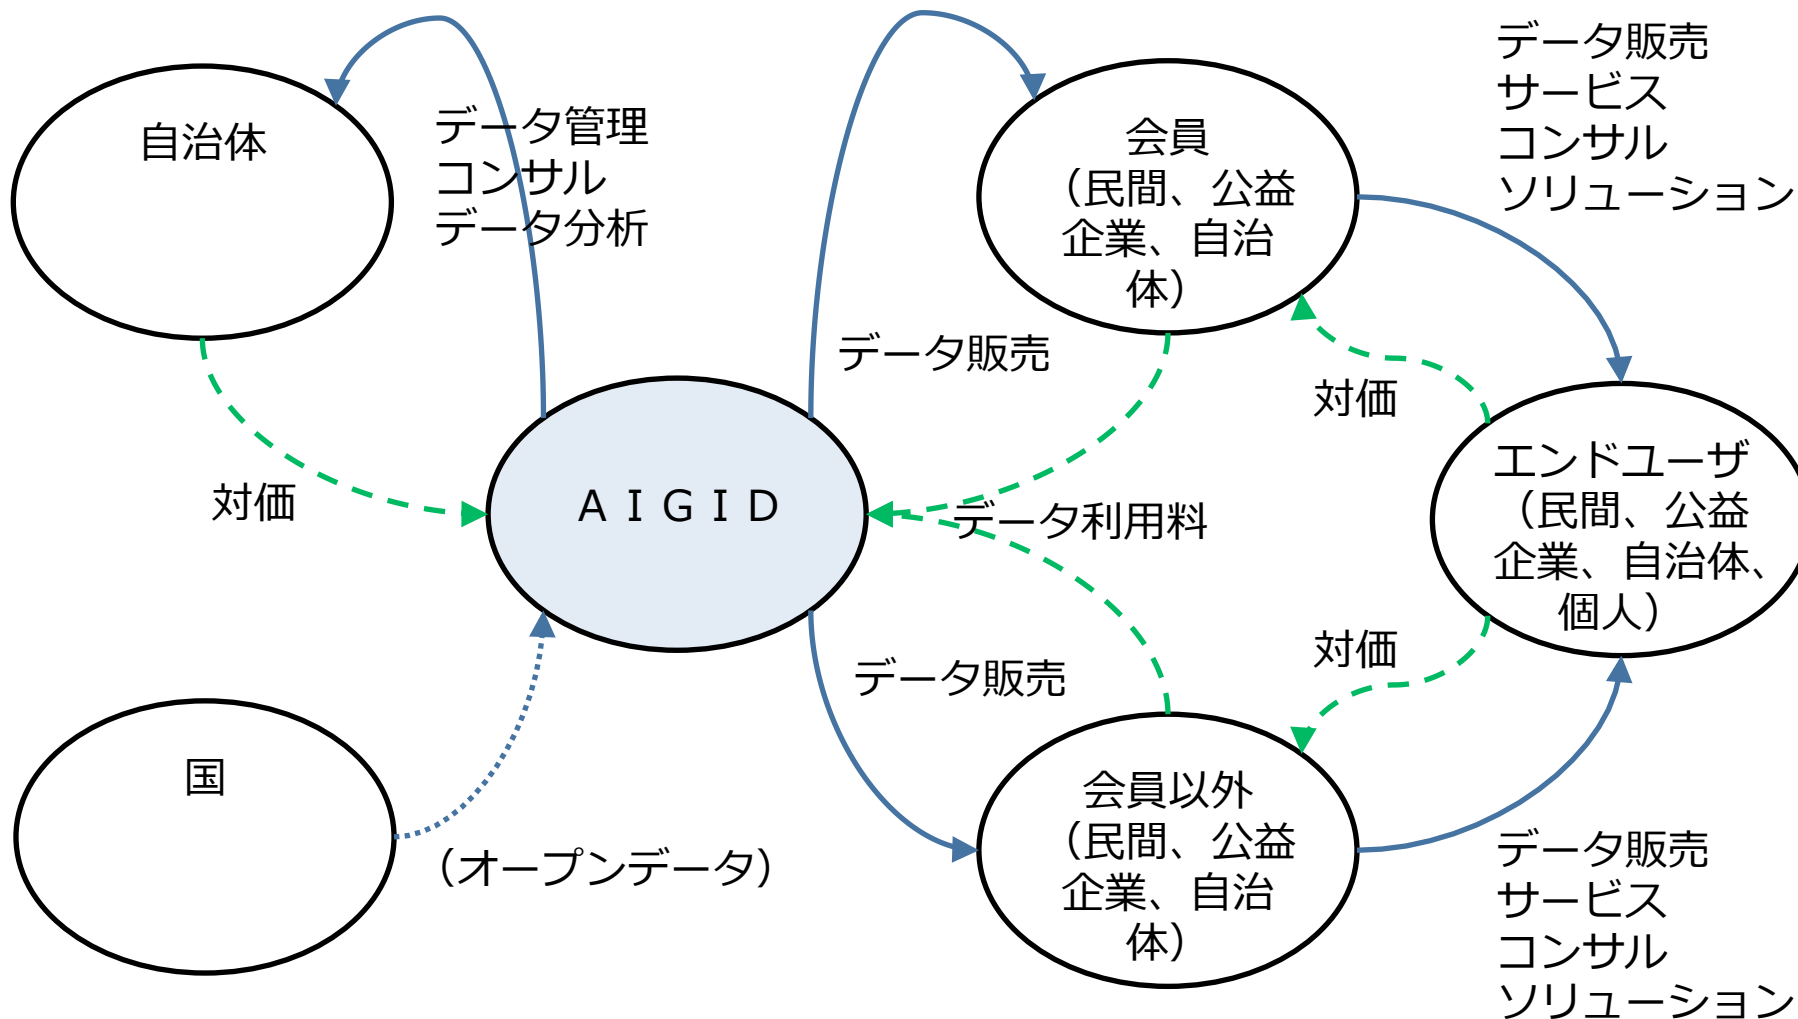 自治体
データ管理
コンサル
データ分析
会員
（民間、公益
企業、自治
体）
データ販売
サービス
コンサル
ソリューション
データ販売
対価
対価
ＡＩＧＩＤ
データ利用料
エンドユーザ
（民間、公益
企業、自治体、
個人）
対価
データ販売
国
（オープンデータ）
会員以外
（民間、公益
企業、自治
体）
データ販売
サービス
コンサル
ソリューション